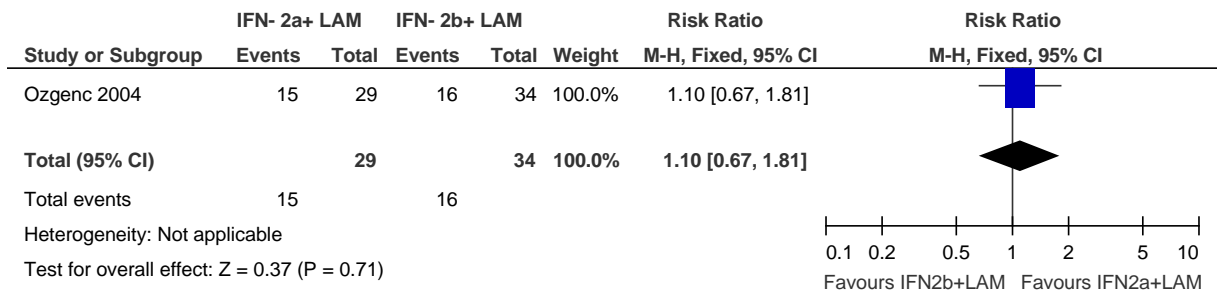 IFN- 2a+ LAM IFN- 2b+ LAM Risk Ratio Risk Ratio
Study or Subgroup Events Total Events Total Weight M-H, Fixed, 95% CI M-H, Fixed, 95% CI
Ozgenc 2004 15 29 16 34 100.0% 1.10 [0.67, 1.81]
Total (95% CI) 29 34 100.0% 1.10 [0.67, 1.81]
Total events 15 16
Heterogeneity: Not applicable
Test for overall effect: Z = 0.37 (P = 0.71)
0.1 0.2 0.5 1 2 5 10
Favours IFN2b+LAM Favours IFN2a+LAM